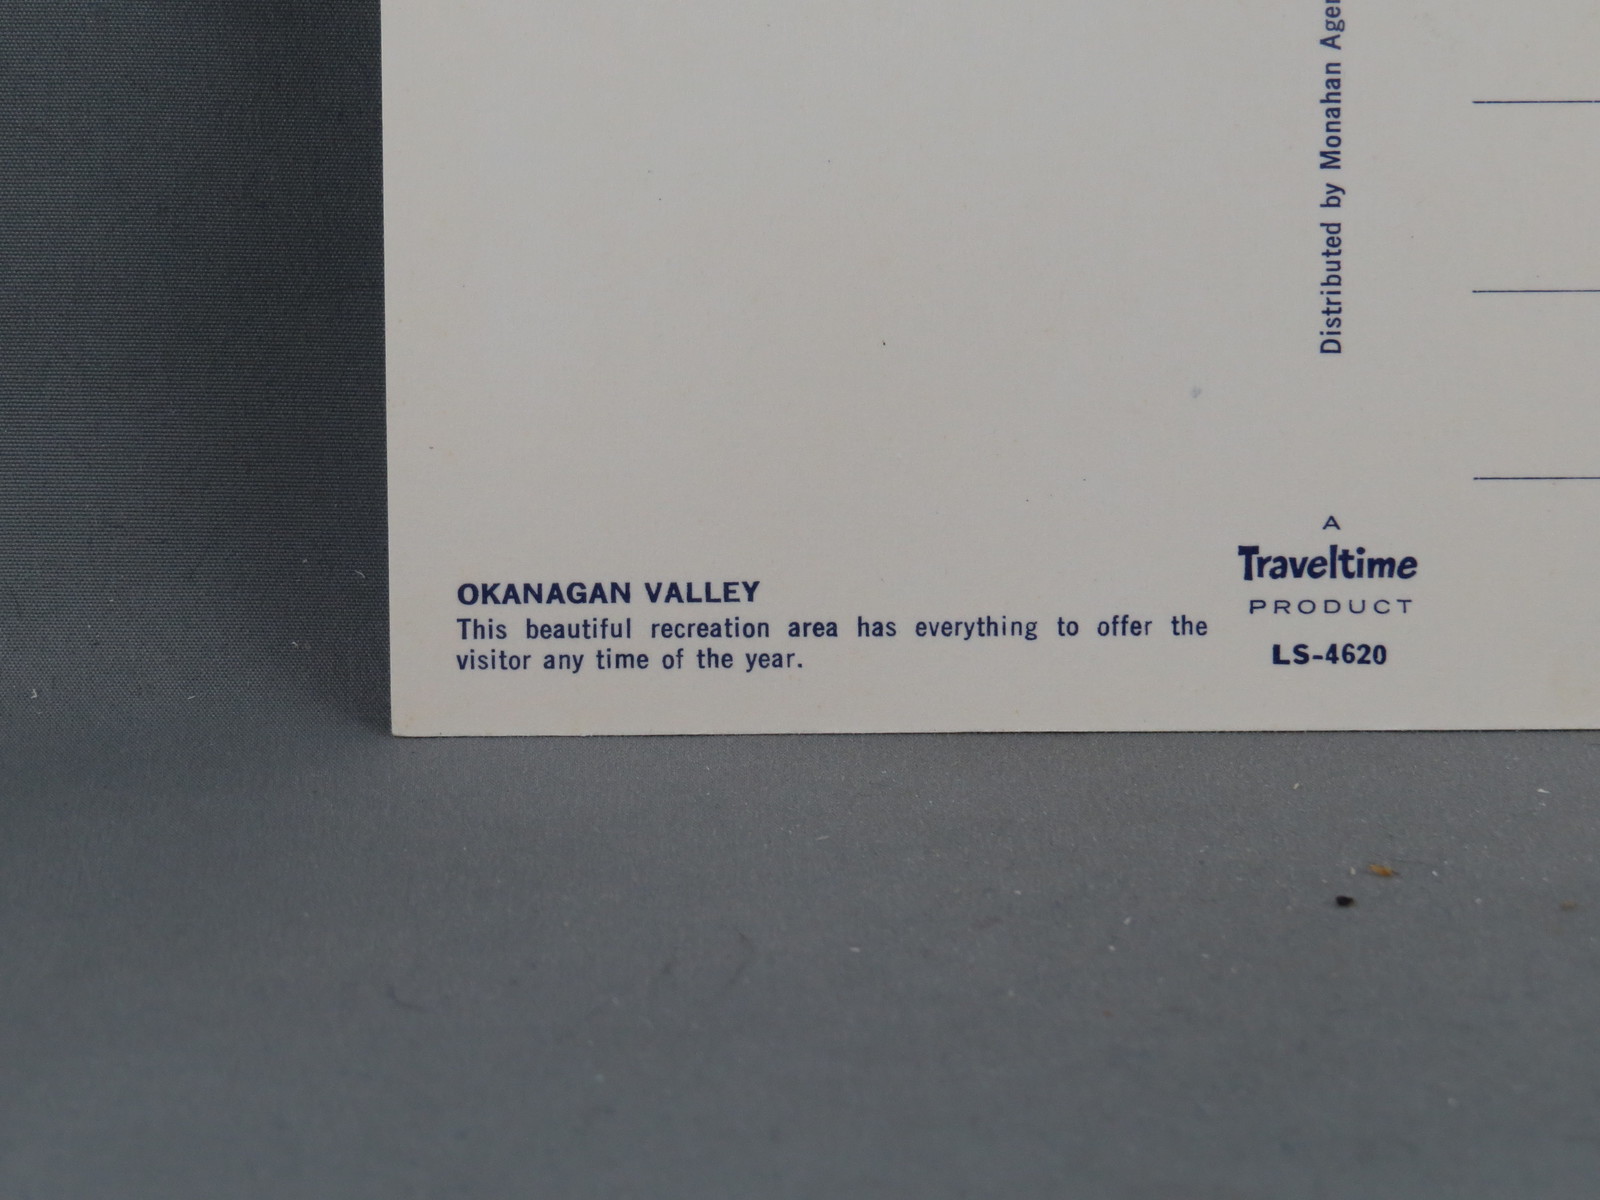 OKANAGAN VALLEY
This beautiful recreation area has everything to offer the
visitor any time of the year.
Distributed by Monahan
A
Traveltime
PRODUCT
LS-4620